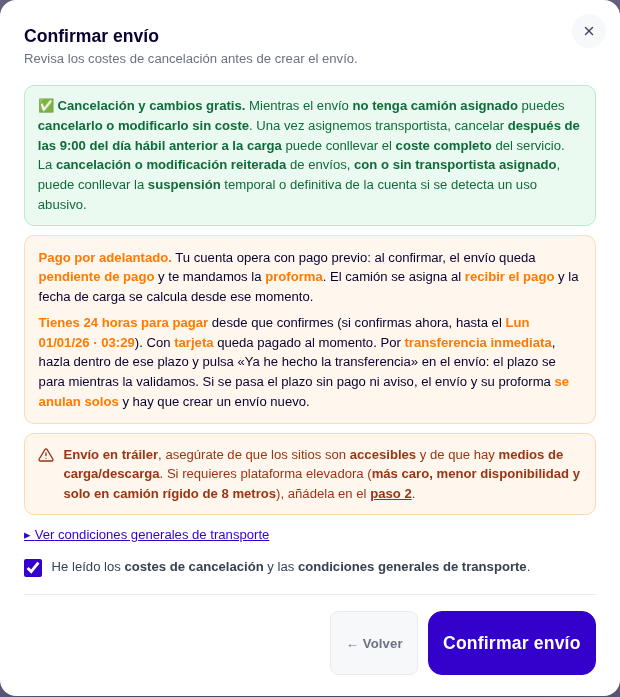 Confirmar envío
×
Revisa los costes de cancelación antes de crear el envío.
✅ Cancelación y cambios gratis. Mientras el envío no tenga camión asignado puedes
cancelarlo o modificarlo sin coste. Una vez asignemos transportista, cancelar después de
las 9:00 del día hábil anterior a la carga puede conllevar el coste completo del servicio.
La cancelación o modificación reiterada de envíos, con o sin transportista asignado,
puede conllevar la suspensión temporal o definitiva de la cuenta si se detecta un uso
abusivo.
Pago por adelantado. Tu cuenta opera con pago previo: al confirmar, el envío queda
pendiente de pago y te mandamos la proforma. El camión se asigna al recibir el pago y la
fecha de carga se calcula desde ese momento.
Tienes 24 horas para pagar desde que confirmes (si confirmas ahora, hasta el Lun
01/01/26 · 03:29). Con tarjeta queda pagado al momento. Por transferencia inmediata,
hazla dentro de ese plazo y pulsa «Ya he hecho la transferencia» en el envío: el plazo se
para mientras la validamos. Si se pasa el plazo sin pago ni aviso, el envío y su proforma se
anulan solos y hay que crear un envío nuevo.
Envío en tráiler, asegúrate de que los sitios son accesibles y de que hay medios de
carga/descarga. Si requieres plataforma elevadora (más caro, menor disponibilidad y
solo en camión rígido de 8 metros), añádela en el paso 2.
▸ Ver condiciones generales de transporte
He leído los costes de cancelación y las condiciones generales de transporte.
← Volver
Confirmar envío